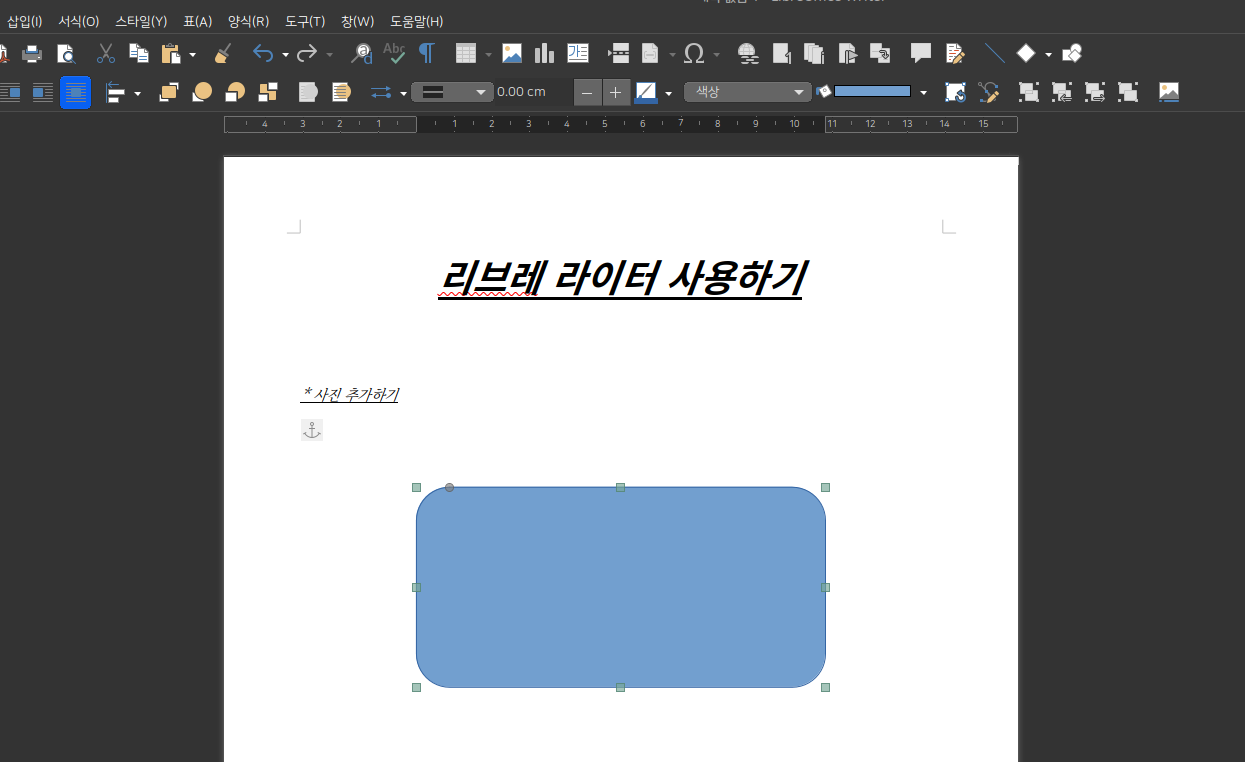 삽입(I) 서식(O) 스타일(Y) 표(A) 양식(R) 도구(T) 창(W) 도움말(H)
Abc
0.00 cm 색상
4 3 2 1 1 2 3 4 5 6 7 8 9 10 11 12 13 14 15
리브레 라이터 사용하기
* 사진 추가하기